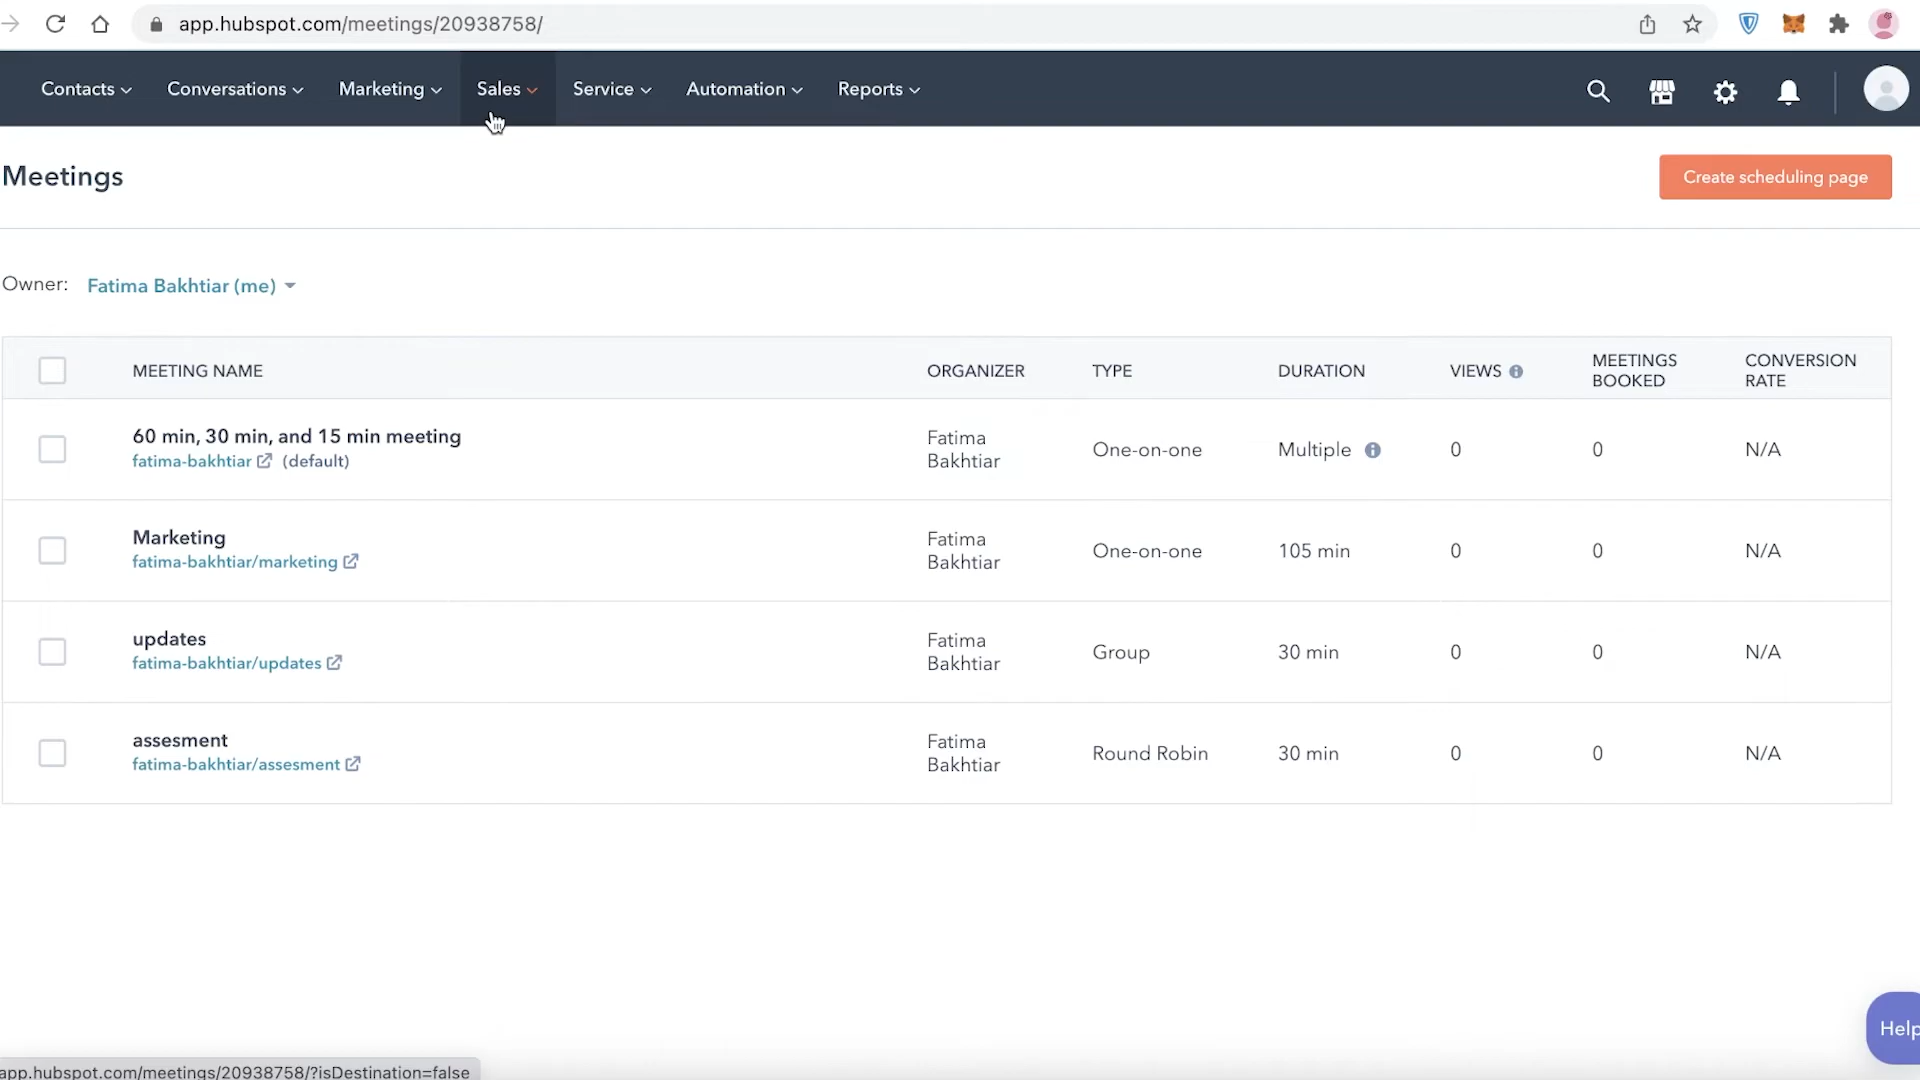 app.hubspot.com/meetings/20938758/
Contacts Conversations Marketing Sales Service Automation Reports
Meetings
Create scheduling page
Owner: Fatima Bakhtiar (me)
MEETING NAME ORGANIZER TYPE DURATION VIEWS MEETINGS BOOKED CONVERSION RATE
60 min, 30 min, and 15 min meeting
fatima-bakhtiar (default)
Fatima Bakhtiar
One-on-one Multiple 0 0 N/A
Marketing
fatima-bakhtiar/marketing
Fatima Bakhtiar
One-on-one 105 min 0 0 N/A
updates
fatima-bakhtiar/updates
Fatima Bakhtiar
Group 30 min 0 0 N/A
assesment
fatima-bakhtiar/assesment
Fatima Bakhtiar
Round Robin 30 min 0 0 N/A
Help
app.hubspot.com/meetings/20938758/?isDestination=false